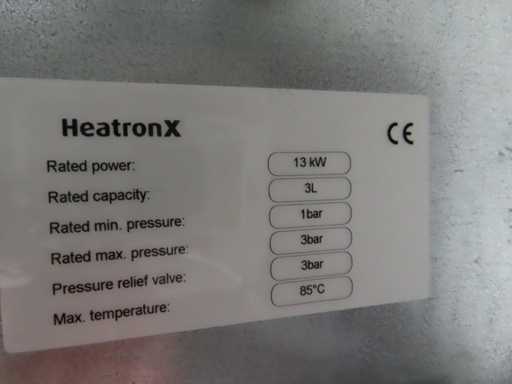 HeatronX
CE
Rated power: 13 kW
Rated capacity: 3L
Rated min. pressure: 1bar
Rated max. pressure: 3bar
Pressure relief valve: 3bar
Max. temperature: 85°C